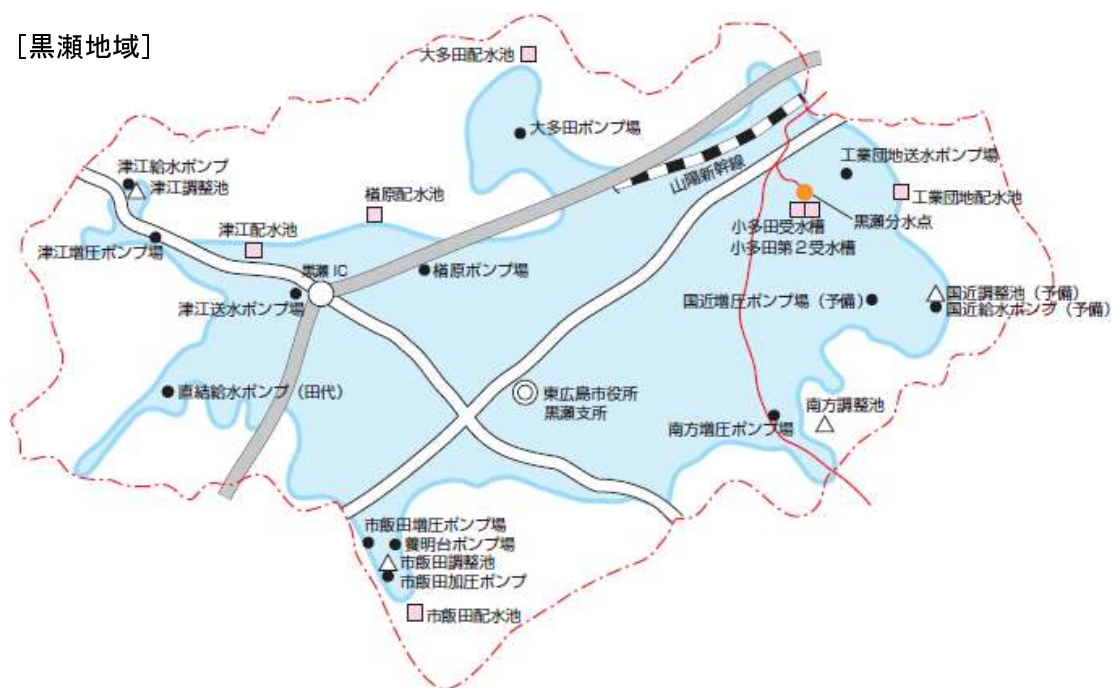 [黒瀬地域]
大多田配水池
大多田ポンプ場
津江給水ポンプ
津江調整池
山陽新幹線
工業団地送水ポンプ場
楢原配水池
工業団地配水池
津江配水池
小多田受水槽
黒瀬分水点
津江増圧ポンプ場
小多田第2受水槽
黒瀬 IC
楢原ポンプ場
津江送水ポンプ場
国近増圧ポンプ場（予備）
国近調整池（予備）
国近給水ポンプ（予備）
直結給水ポンプ（田代）
東広島市役所
黒瀬支所
南方調整池
南方増圧ポンプ場
市飯田増圧ポンプ場
養明台ポンプ場
市飯田調整池
市飯田加圧ポンプ
市飯田配水池